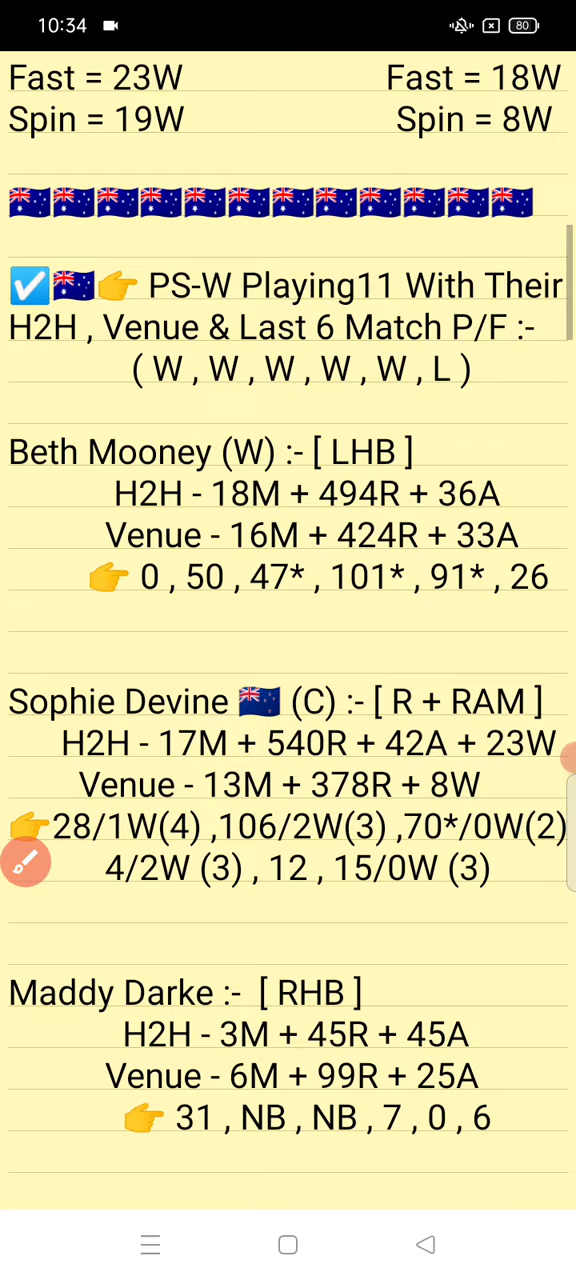 10:34 80
Fast = 23W Fast = 18W
Spin = 19W Spin = 8W
🇦🇺🇦🇺🇦🇺🇦🇺🇦🇺🇦🇺🇦🇺🇦🇺🇦🇺🇦🇺🇦🇺🇦🇺
☑️🇦🇺👉 PS-W Playing11 With Their
H2H , Venue & Last 6 Match P/F :-
( W , W , W , W , W , L )
Beth Mooney (W) :- [ LHB ]
H2H - 18M + 494R + 36A
Venue - 16M + 424R + 33A
👉 0 , 50 , 47* , 101* , 91* , 26
Sophie Devine 🇳🇿 (C) :- [ R + RAM ]
H2H - 17M + 540R + 42A + 23W
Venue - 13M + 378R + 8W
👉28/1W(4) ,106/2W(3) ,70*/0W(2)
4/2W (3) , 12 , 15/0W (3)
Maddy Darke :- [ RHB ]
H2H - 3M + 45R + 45A
Venue - 6M + 99R + 25A
👉 31 , NB , NB , 7 , 0 , 6